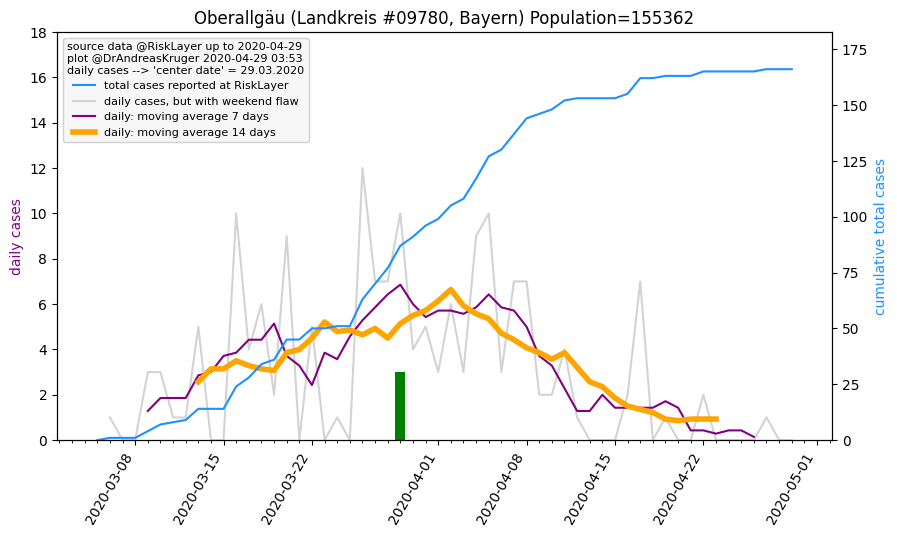 Oberallgäu (Landkreis #09780, Bayern) Population=155362
source data @RiskLayer up to 2020-04-29
plot @DrAndreasKruger 2020-04-29 03:53
daily cases --> 'center date' = 29.03.2020
total cases reported at RiskLayer
daily cases, but with weekend flaw
daily: moving average 7 days
daily: moving average 14 days
daily cases
18
16
14
12
10
8
6
4
2
0
175
150
125
100
75
50
25
0
cumulative total cases
2020-03-08
2020-03-15
2020-03-22
2020-04-01
2020-04-08
2020-04-15
2020-04-22
2020-05-01